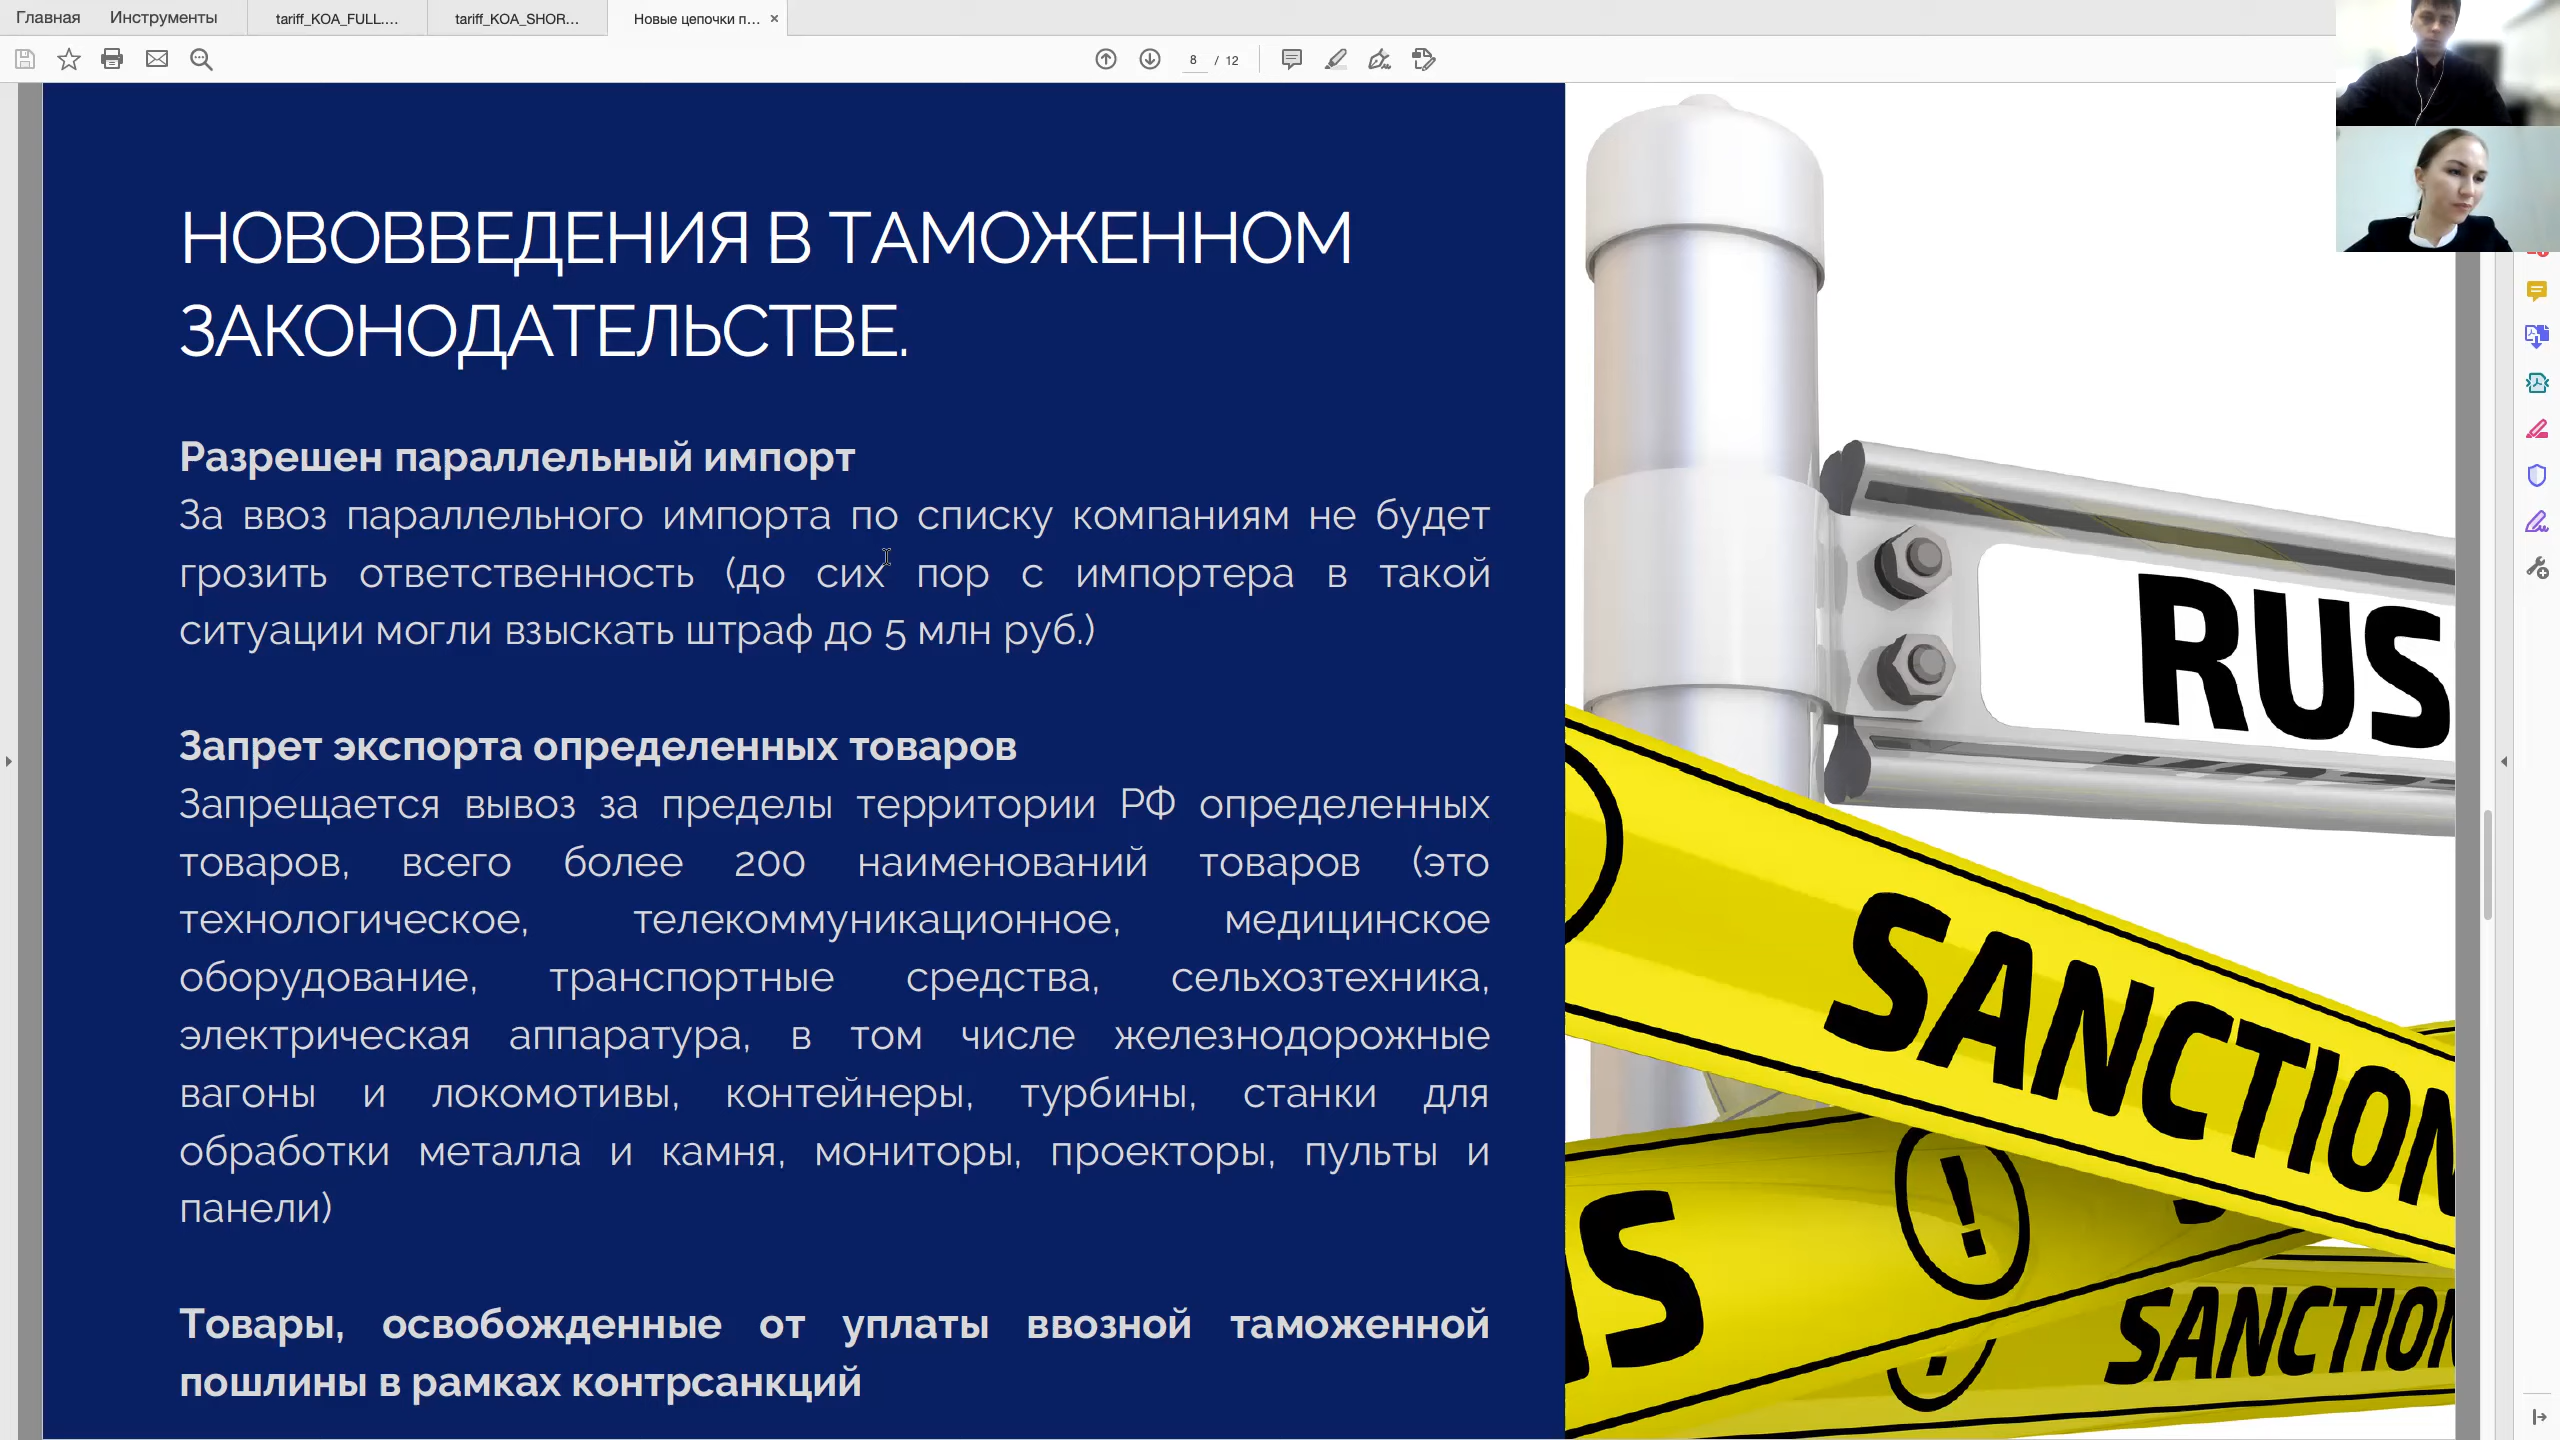 Главная
Инструменты
tariff_KOA_FULL....
tariff_KOA_SHOR...
Новые цепочки п...
8 / 12
НОВОВВЕДЕНИЯ В ТАМОЖЕННОМ
ЗАКОНОДАТЕЛЬСТВЕ.
Разрешен параллельный импорт
За ввоз параллельного импорта по списку компаниям не будет
грозить ответственность (до сих пор с импортера в такой
ситуации могли взыскать штраф до 5 млн руб.)
Запрет экспорта определенных товаров
Запрещается вывоз за пределы территории РФ определенных
товаров, всего более 200 наименований товаров (это
технологическое, телекоммуникационное, медицинское
оборудование, транспортные средства, сельхозтехника,
электрическая аппаратура, в том числе железнодорожные
вагоны и локомотивы, контейнеры, турбины, станки для
обработки металла и камня, мониторы, проекторы, пульты и
панели)
Товары, освобожденные от уплаты ввозной таможенной
пошлины в рамках контрсанкций
RUS
SANCTION
NS
!
SANCTION